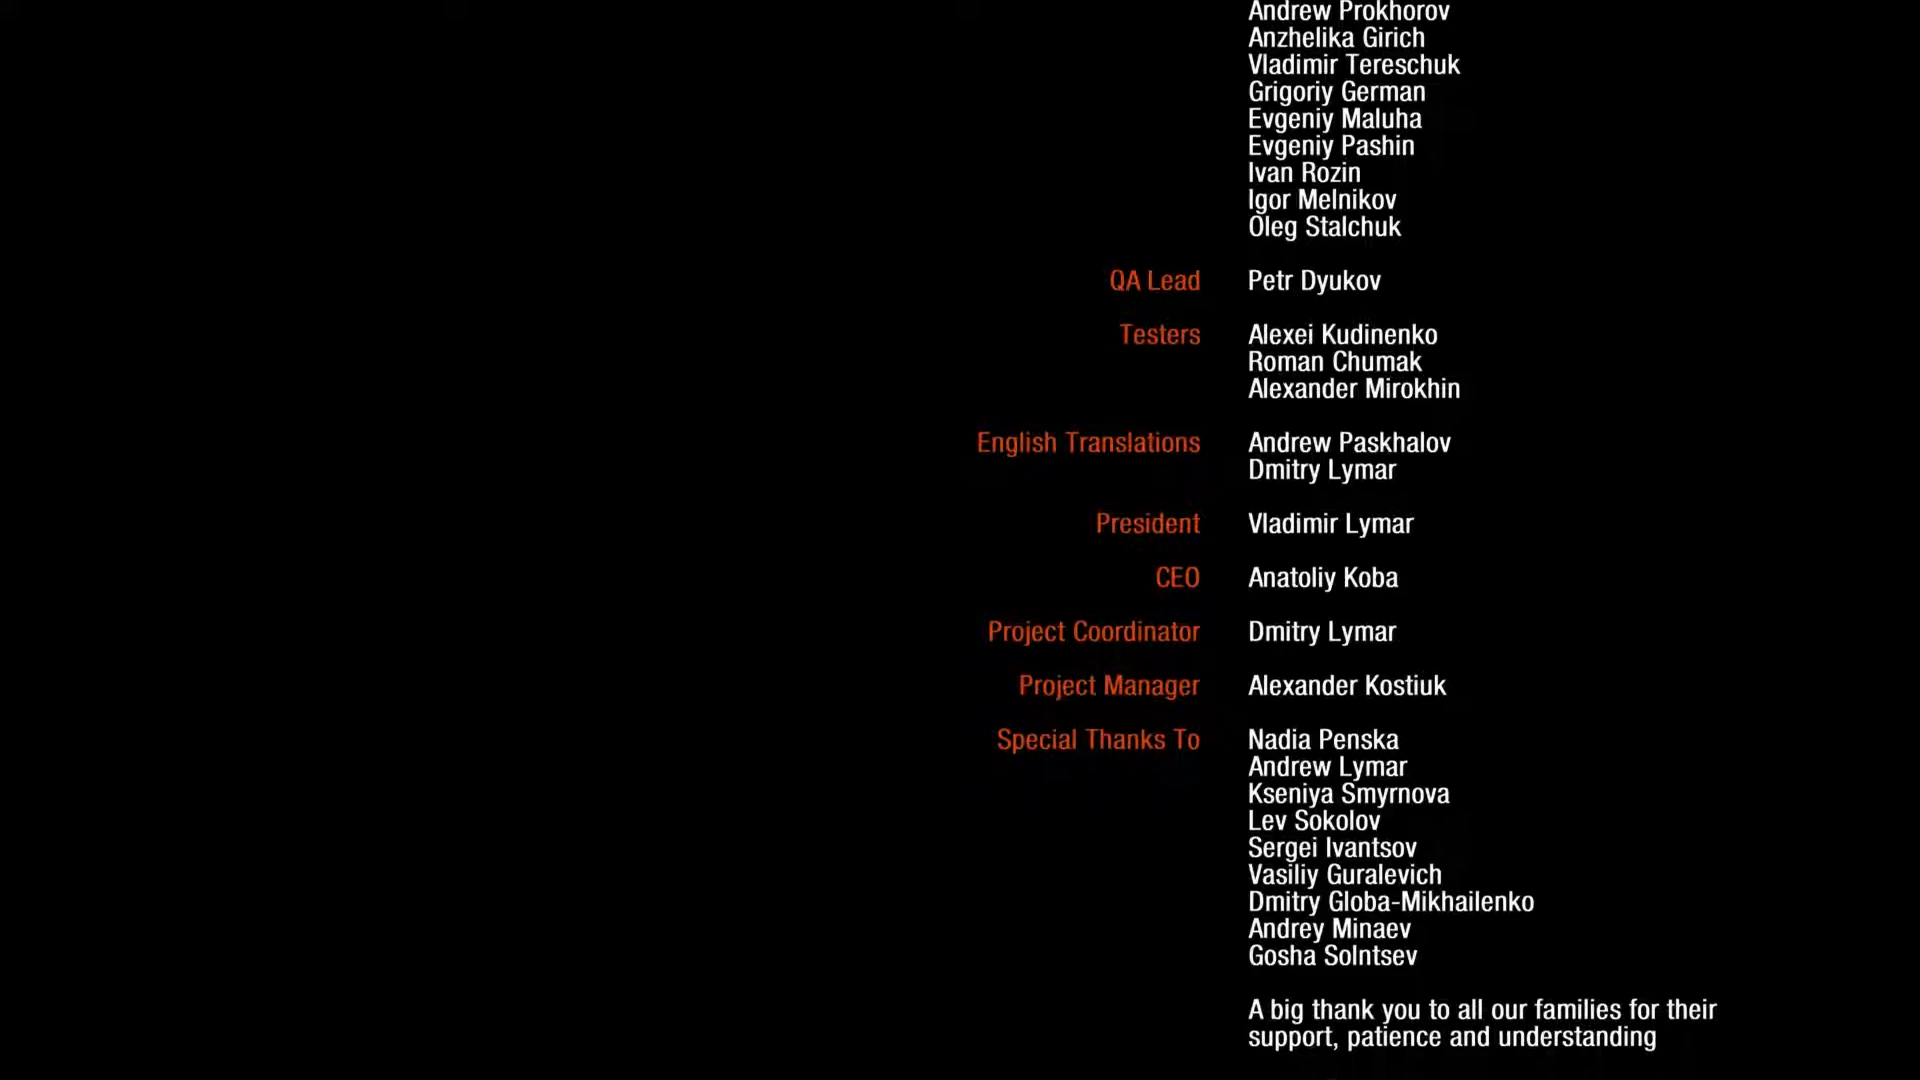 Andrew Prokhorov
Anzhelika Girich
Vladimir Tereschuk
Grigoriy German
Evgeniy Maluha
Evgeniy Pashin
Ivan Rozin
Igor Melnikov
Oleg Stalchuk
QA Lead Petr Dyukov
Testers Alexei Kudinenko
Roman Chumak
Alexander Mirokhin
English Translations Andrew Paskhalov
Dmitry Lymar
President Vladimir Lymar
CEO Anatoliy Koba
Project Coordinator Dmitry Lymar
Project Manager Alexander Kostiuk
Special Thanks To Nadia Penska
Andrew Lymar
Kseniya Smyrnova
Lev Sokolov
Sergei Ivantsov
Vasiliy Guralevich
Dmitry Globa-Mikhailenko
Andrey Minaev
Gosha Solntsev
A big thank you to all our families for their
support, patience and understanding